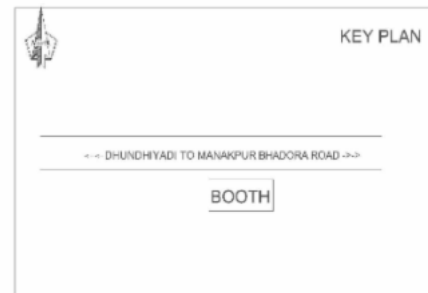 KEY PLAN
<-<- DHUNDHIYADI TO MANAKPUR BHADORA ROAD ->->
BOOTH